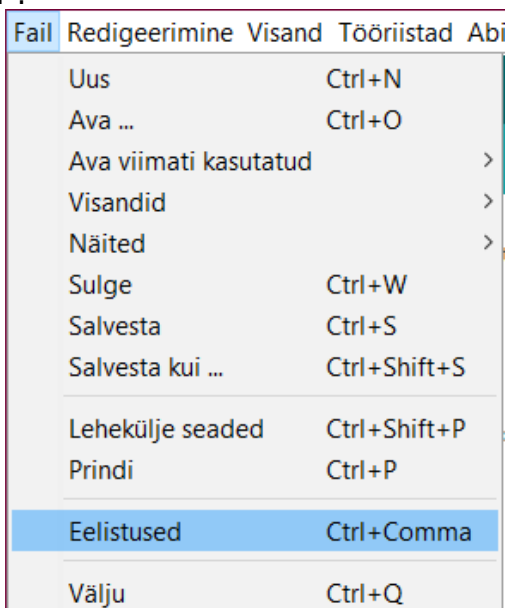 Fail Redigeerimine Visand Tööriistad Abi
Uus Ctrl+N
Ava ... Ctrl+O
Ava viimati kasutatud >
Visandid >
Näited >
Sulge Ctrl+W
Salvesta Ctrl+S
Salvesta kui ... Ctrl+Shift+S
Lehekülje seaded Ctrl+Shift+P
Prindi Ctrl+P
Eelistused Ctrl+Comma
Välju Ctrl+Q